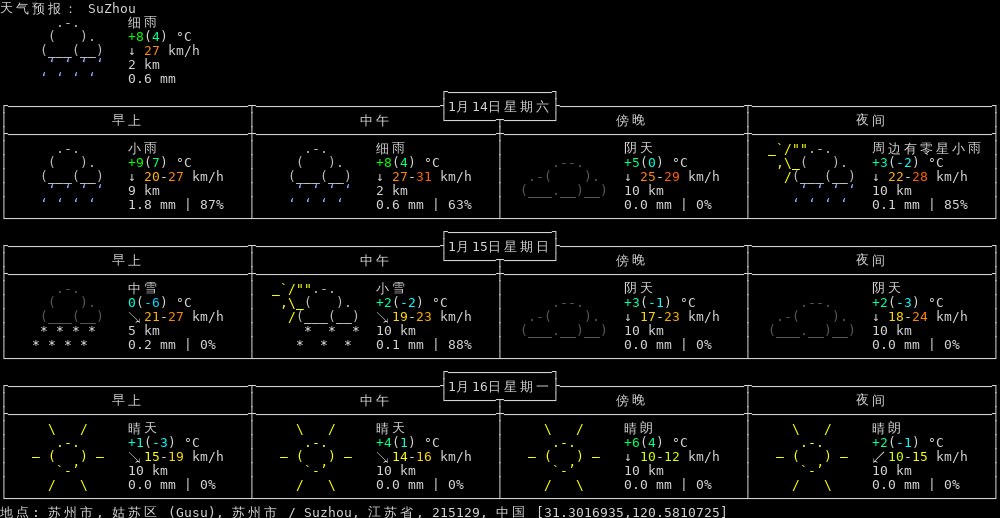 天气预报： SuZhou
细雨
+8(4) °C
↓ 27 km/h
2 km
0.6 mm
1月14日星期六
早上 中午 傍晚 夜间
小雨 细雨 阴天 周边有零星小雨
+9(7) °C +8(4) °C +5(0) °C +3(-2) °C
↓ 20-27 km/h ↓ 27-31 km/h ↓ 25-29 km/h ↓ 22-28 km/h
9 km 2 km 10 km 10 km
1.8 mm | 87% 0.6 mm | 63% 0.0 mm | 0% 0.1 mm | 85%
1月15日星期日
早上 中午 傍晚 夜间
中雪 小雪 阴天 阴天
0(-6) °C +2(-2) °C +3(-1) °C +2(-3) °C
↘ 21-27 km/h ↘ 19-23 km/h ↓ 17-23 km/h ↓ 18-24 km/h
5 km 10 km 10 km 10 km
0.2 mm | 0% 0.1 mm | 88% 0.0 mm | 0% 0.0 mm | 0%
1月16日星期一
早上 中午 傍晚 夜间
晴天 晴天 晴朗 晴朗
+1(-3) °C +4(1) °C +6(4) °C +2(-1) °C
↘ 15-19 km/h ↘ 14-16 km/h ↓ 10-12 km/h ↙ 10-15 km/h
10 km 10 km 10 km 10 km
0.0 mm | 0% 0.0 mm | 0% 0.0 mm | 0% 0.0 mm | 0%
地点: 苏州市, 姑苏区 (Gusu), 苏州市 / Suzhou, 江苏省, 215129, 中国 [31.3016935,120.5810725]